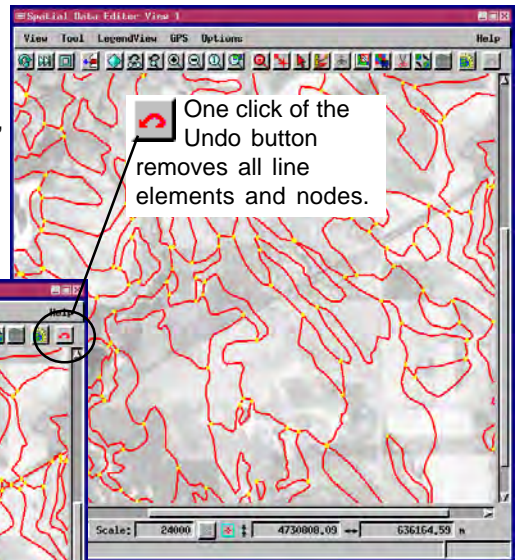 Spatial Data Editor View 1
View Tool LegendView GPS Options Help
One click of the
Undo button
removes all line
elements and nodes.
Help
Scale: 24000 4730808.09 636164.59 m